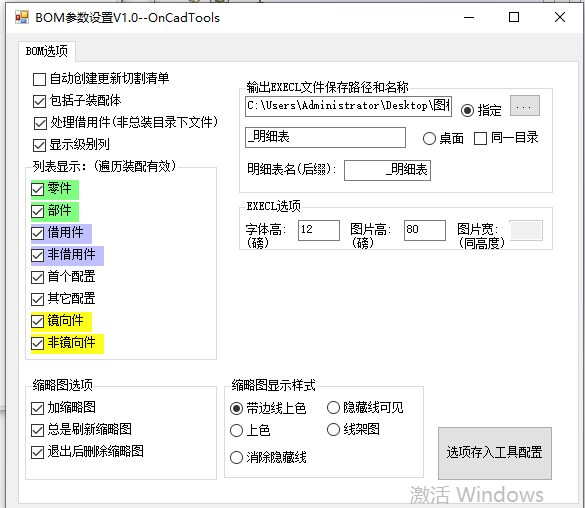 BOM参数设置V1.0--OnCadTools
BOM选项
自动创建更新切割清单
包括子装配体
处理借用件(非总装目录下文件)
显示级别列
列表显示: (遍历装配有效)
零件
部件
借用件
非借用件
首个配置
其它配置
镜向件
非镜向件
输出EXECL文件保存路径和名称
C:\Users\Administrator\Desktop\图
指定
...
_明细表
桌面
同一目录
明细表名(后缀):
_明细表
EXECL选项
字体高:
(磅)
12
图片高:
(磅)
80
图片宽:
(同高度)
缩略图选项
加缩略图
总是刷新缩略图
退出后删除缩略图
缩略图显示样式
带边线上色
隐藏线可见
上色
线架图
消除隐藏线
选项存入工具配置
激活 Windows